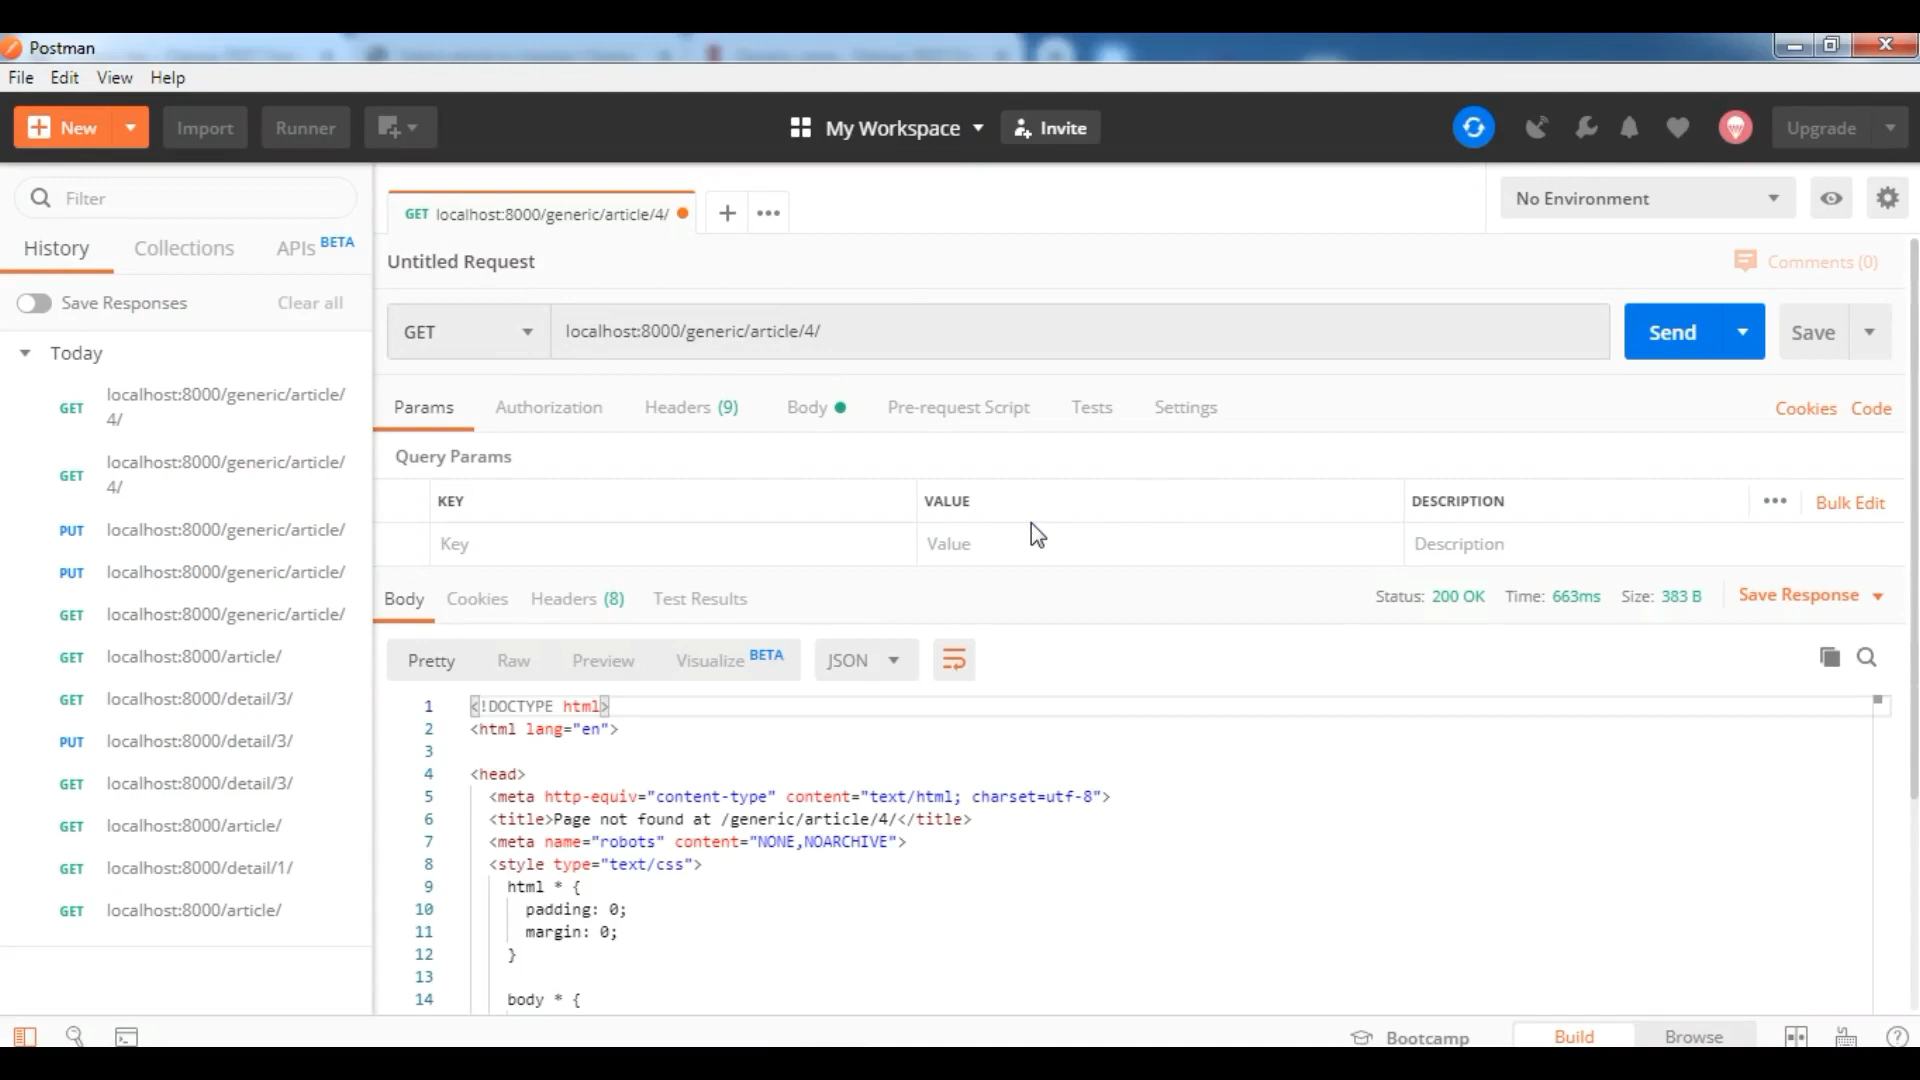 Postman
File Edit View Help
New Import Runner My Workspace Invite Upgrade
Filter
History Collections APIs BETA
Save Responses Clear all
Today
GET localhost:8000/generic/article/
4/
GET localhost:8000/generic/article/
4/
PUT localhost:8000/generic/article/
PUT localhost:8000/generic/article/
GET localhost:8000/generic/article/
GET localhost:8000/article/
GET localhost:8000/detail/3/
PUT localhost:8000/detail/3/
GET localhost:8000/detail/3/
GET localhost:8000/article/
GET localhost:8000/detail/1/
GET localhost:8000/article/
GET localhost:8000/generic/article/4/
No Environment
Untitled Request
Comments (0)
GET localhost:8000/generic/article/4/ Send Save
Params Authorization Headers (9) Body Pre-request Script Tests Settings Cookies Code
Query Params
KEY VALUE DESCRIPTION Bulk Edit
Key Value Description
Body Cookies Headers (8) Test Results Status: 200 OK Time: 663ms Size: 383 B Save Response
Pretty Raw Preview Visualize BETA JSON
1 <!DOCTYPE html>
2 <html lang="en">
3
4 <head>
5 <meta http-equiv="content-type" content="text/html; charset=utf-8">
6 <title>Page not found at /generic/article/4/</title>
7 <meta name="robots" content="NONE,NOARCHIVE">
8 <style type="text/css">
9 html * {
10 padding: 0;
11 margin: 0;
12 }
13
14 body * {
Bootcamp Build Browse